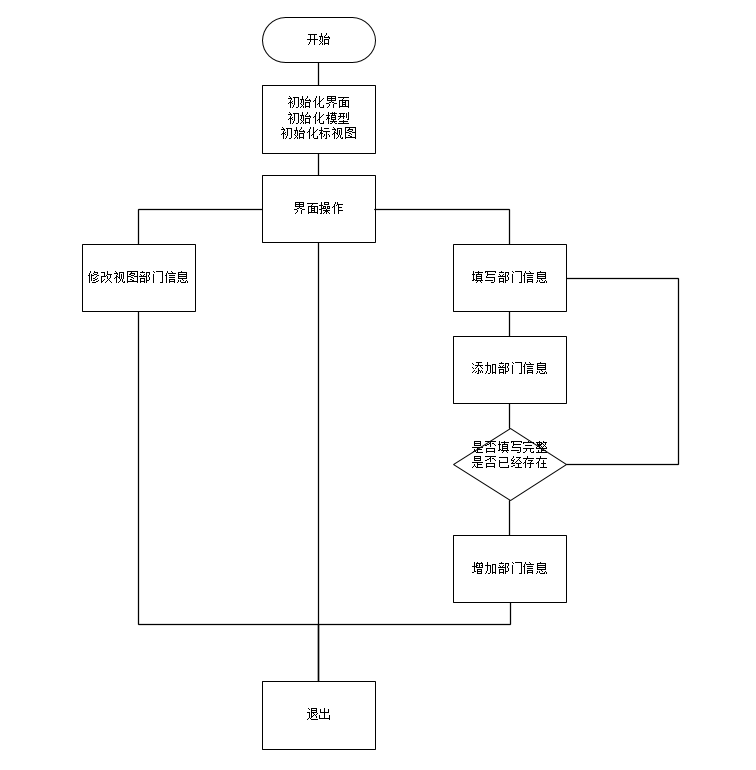 开始
初始化界面
初始化模型
初始化标视图
界面操作
修改视图部门信息
填写部门信息
添加部门信息
是否填写完整
是否已经存在
增加部门信息
退出